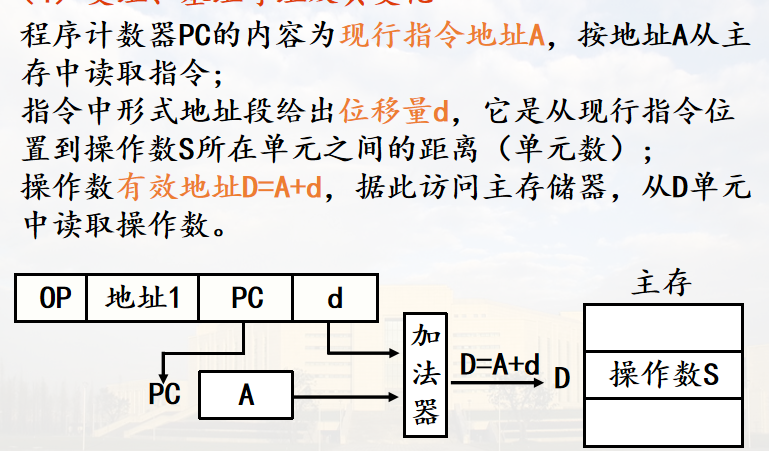 程序计数器PC的内容为现行指令地址A，按地址A从主
存中读取指令；
指令中形式地址段给出位移量d，它是从现行指令位
置到操作数S所在单元之间的距离（单元数）；
操作数有效地址D=A+d，据此访问主存储器，从D单元
中读取操作数。
主存
OP 地址1 PC d
加法器
D=A+d
D
操作数S
PC
A